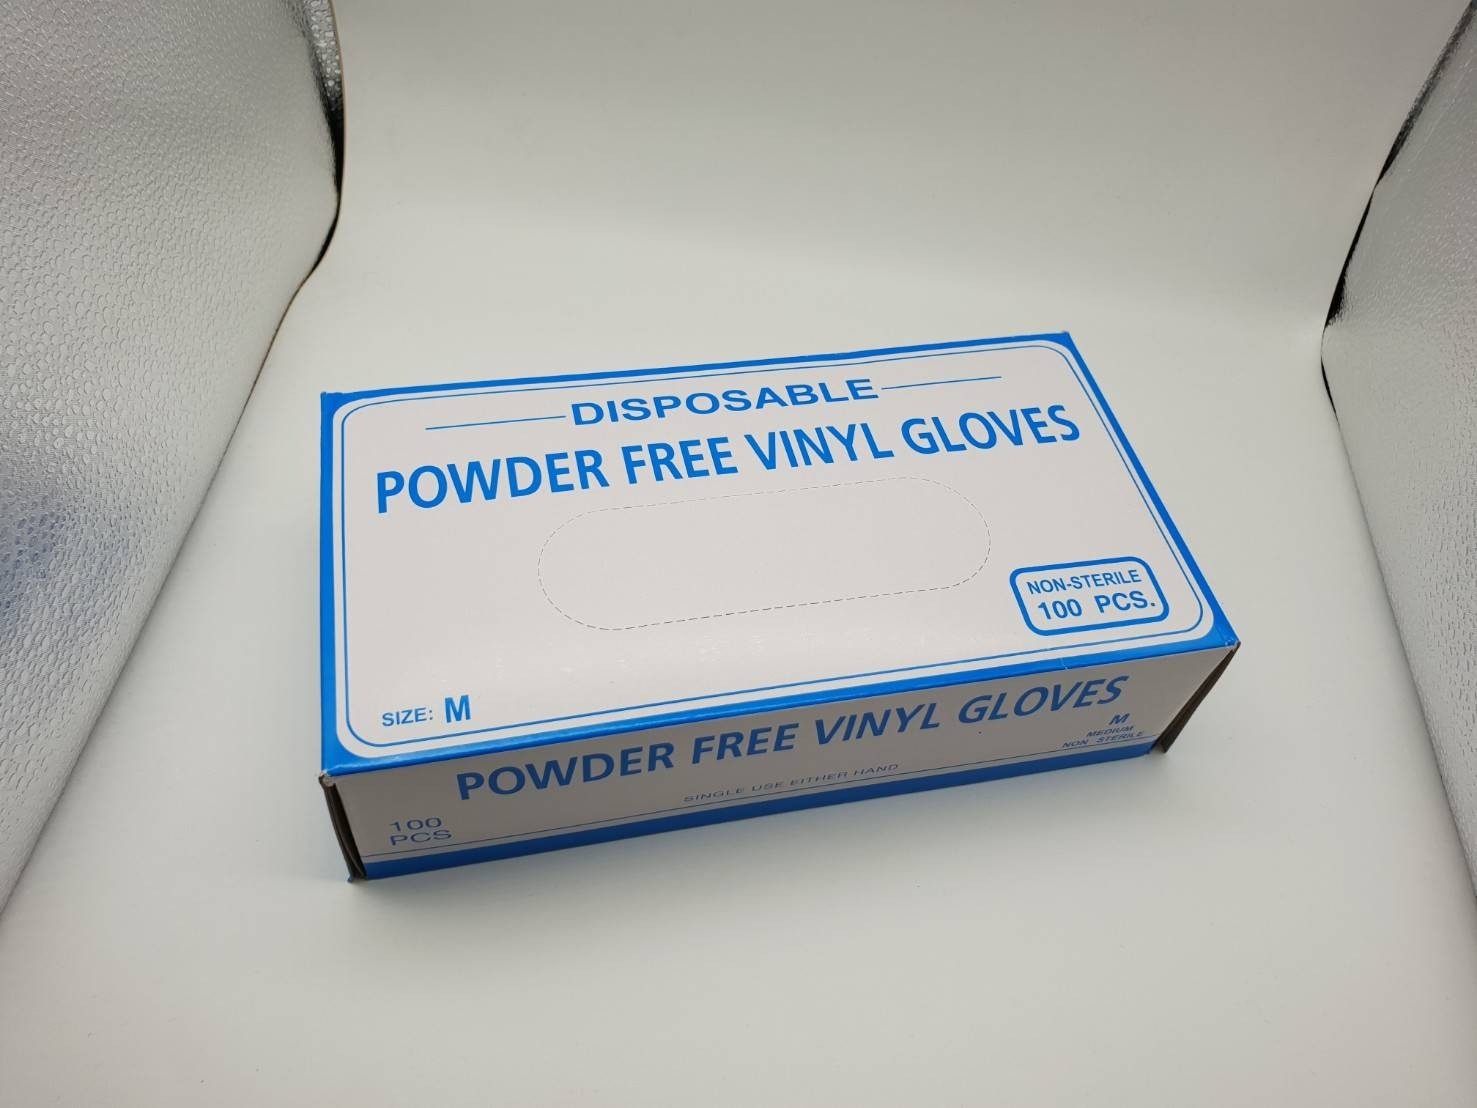 DISPOSABLE
POWDER FREE VINYL GLOVES
NON-STERILE
100 PCS.
SIZE: M
POWDER FREE VINYL GLOVES
SINGLE USE EITHER HAND
100
PCS
M
MEDIUM
NON STERILE